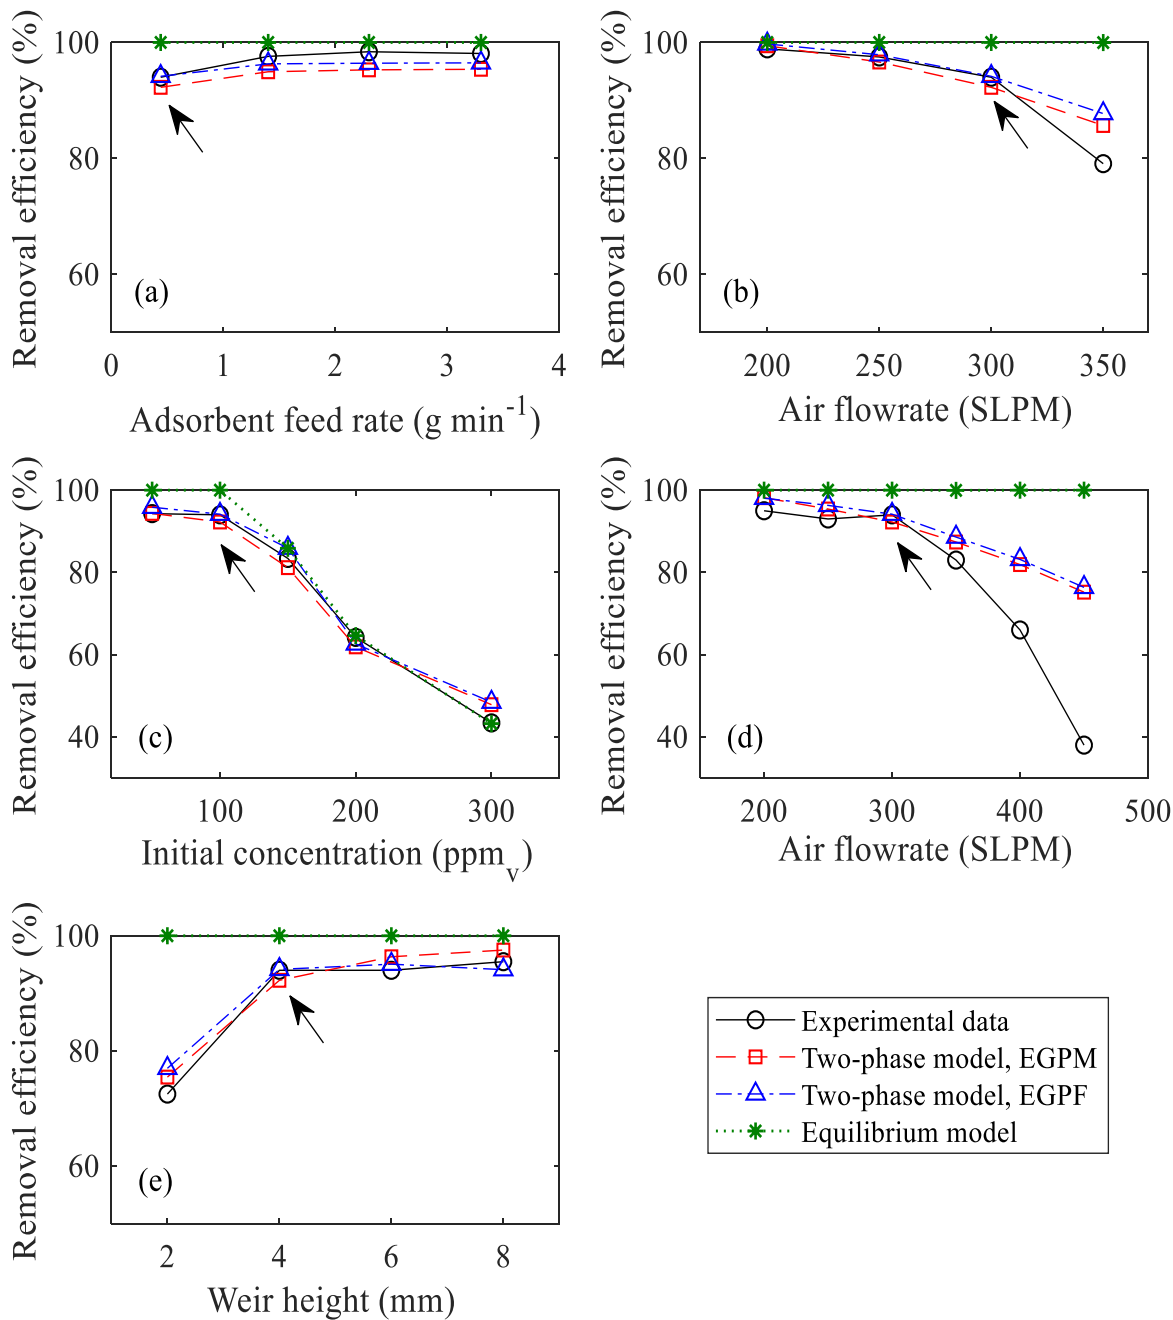 Removal efficiency (%)
100
80
60
(a)
0 1 2 3 4
Adsorbent feed rate (g min-1)
Removal efficiency (%)
100
80
60
(b)
200 250 300 350
Air flowrate (SLPM)
Removal efficiency (%)
100
80
60
40
(c)
100 200 300
Initial concentration (ppmv)
Removal efficiency (%)
100
80
60
40
(d)
200 300 400 500
Air flowrate (SLPM)
Removal efficiency (%)
100
80
60
(e)
2 4 6 8
Weir height (mm)
Experimental data
Two-phase model, EGPM
Two-phase model, EGPF
Equilibrium model